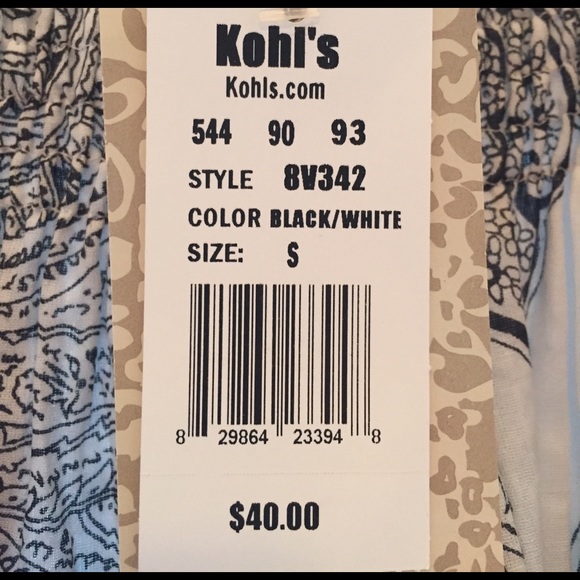 Kohl's
Kohls.com
544 90 93
STYLE 8V342
COLOR BLACK/WHITE
SIZE: S
8 29864 23394 8
$40.00